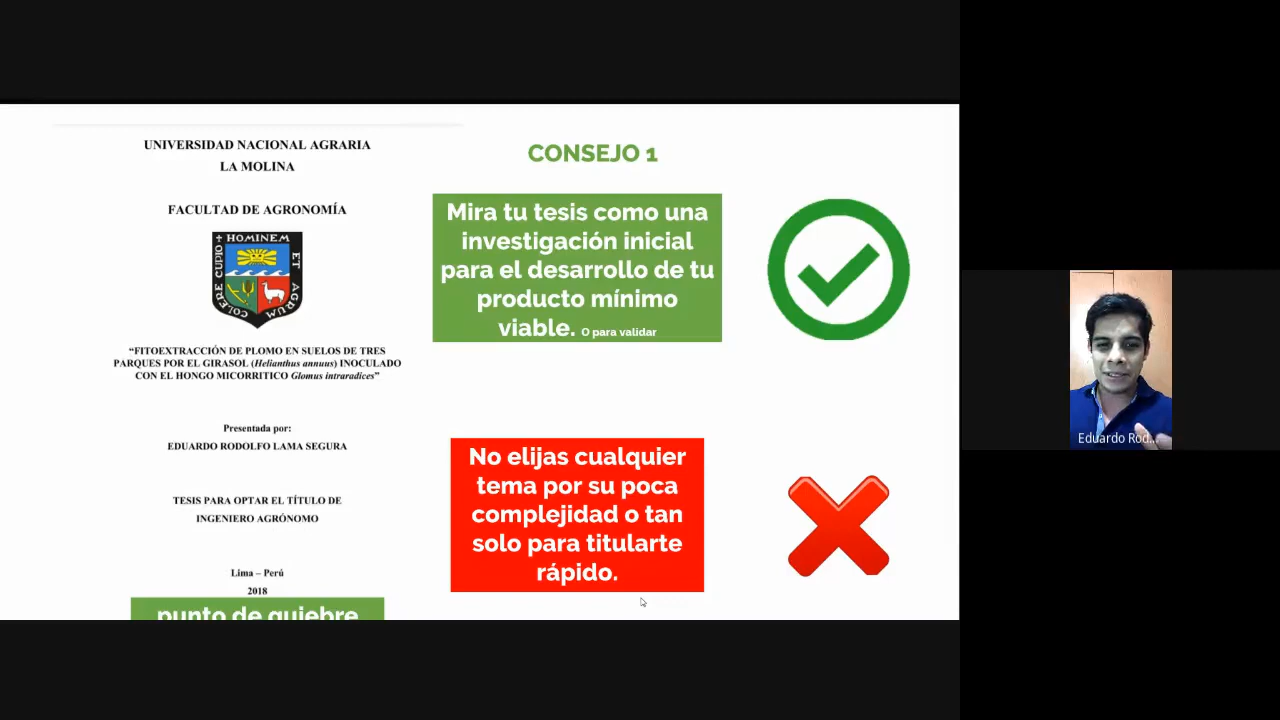 UNIVERSIDAD NACIONAL AGRARIA
LA MOLINA
FACULTAD DE AGRONOMÍA
COLERE CUPIO + HOMINEM ET AGRUM
“FITOEXTRACCIÓN DE PLOMO EN SUELOS DE TRES
PARQUES POR EL GIRASOL (Helianthus annuus) INOCULADO
CON EL HONGO MICORRITICO Glomus intraradices”
Presentada por:
EDUARDO RODOLFO LAMA SEGURA
TESIS PARA OPTAR EL TÍTULO DE
INGENIERO AGRÓNOMO
Lima – Perú
2018
punto de quiebre
CONSEJO 1
Mira tu tesis como una
investigación inicial
para el desarrollo de tu
producto mínimo
viable. O para validar
No elijas cualquier
tema por su poca
complejidad o tan
solo para titularte
rápido.
Eduardo Rod...